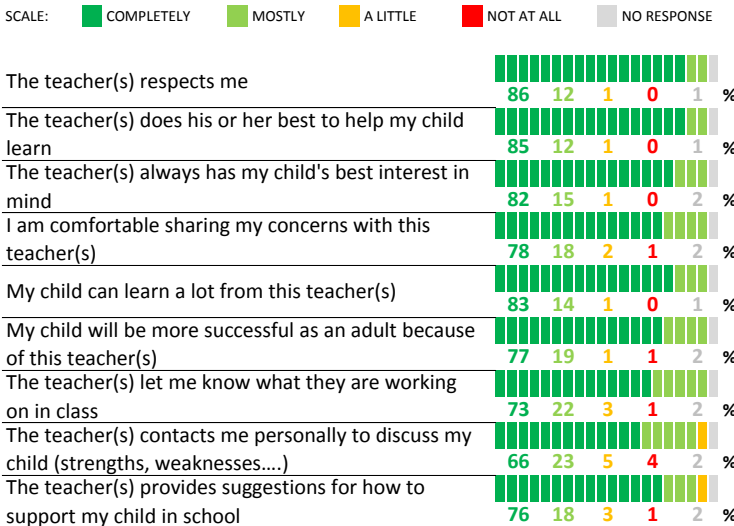 SCALE: COMPLETELY MOSTLY A LITTLE NOT AT ALL NO RESPONSE
The teacher(s) respects me
86 12 1 0 1 %
The teacher(s) does his or her best to help my child
learn
85 12 1 0 1 %
The teacher(s) always has my child's best interest in
mind
82 15 1 0 2 %
I am comfortable sharing my concerns with this
teacher(s)
78 18 2 1 2 %
My child can learn a lot from this teacher(s)
83 14 1 0 1 %
My child will be more successful as an adult because
of this teacher(s)
77 19 1 1 2 %
The teacher(s) let me know what they are working
on in class
73 22 3 1 2 %
The teacher(s) contacts me personally to discuss my
child (strengths, weaknesses....)
66 23 5 4 2 %
The teacher(s) provides suggestions for how to
support my child in school
76 18 3 1 2 %